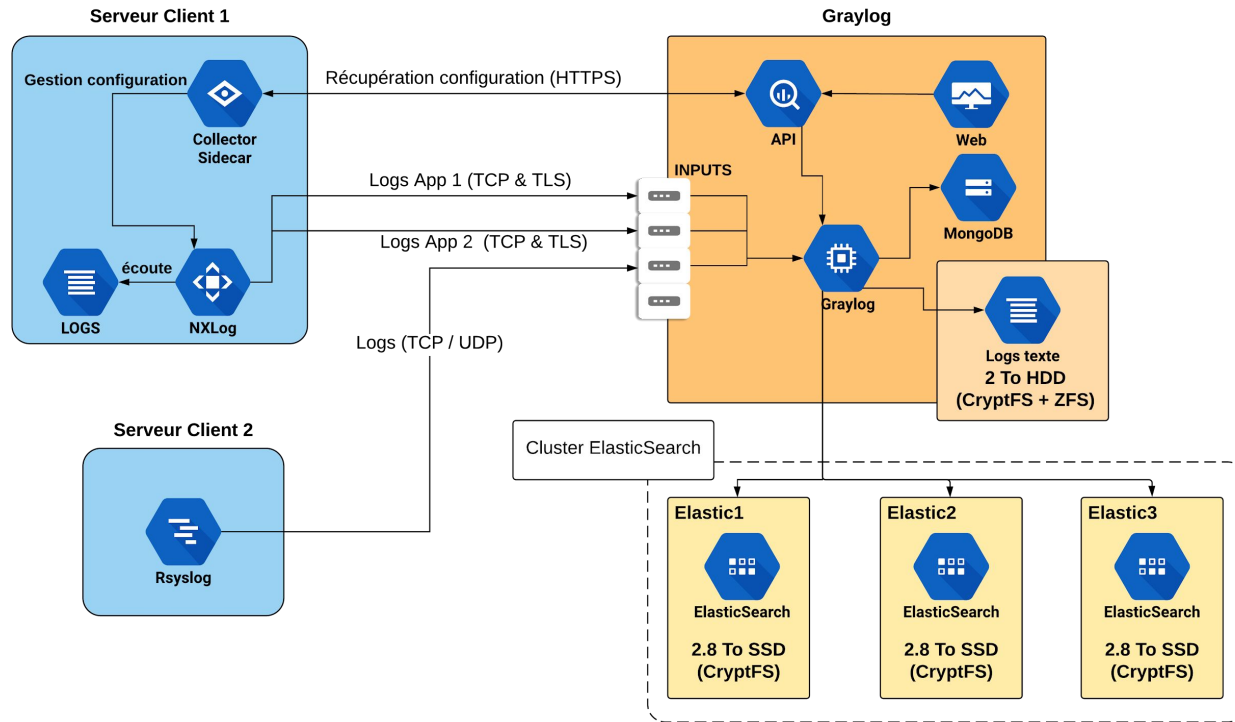 Serveur Client 1
Graylog
Gestion configuration
Récupération configuration (HTTPS)
Collector
Sidecar
API
Web
INPUTS
Logs App 1 (TCP & TLS)
MongoDB
Logs App 2  (TCP & TLS)
écoute
LOGS
NXLog
Graylog
Logs (TCP / UDP)
Logs texte
2 To HDD
(CryptFS + ZFS)
Serveur Client 2
Rsyslog
Cluster ElasticSearch
Elastic1
ElasticSearch
2.8 To SSD
(CryptFS)
Elastic2
ElasticSearch
2.8 To SSD
(CryptFS)
Elastic3
ElasticSearch
2.8 To SSD
(CryptFS)